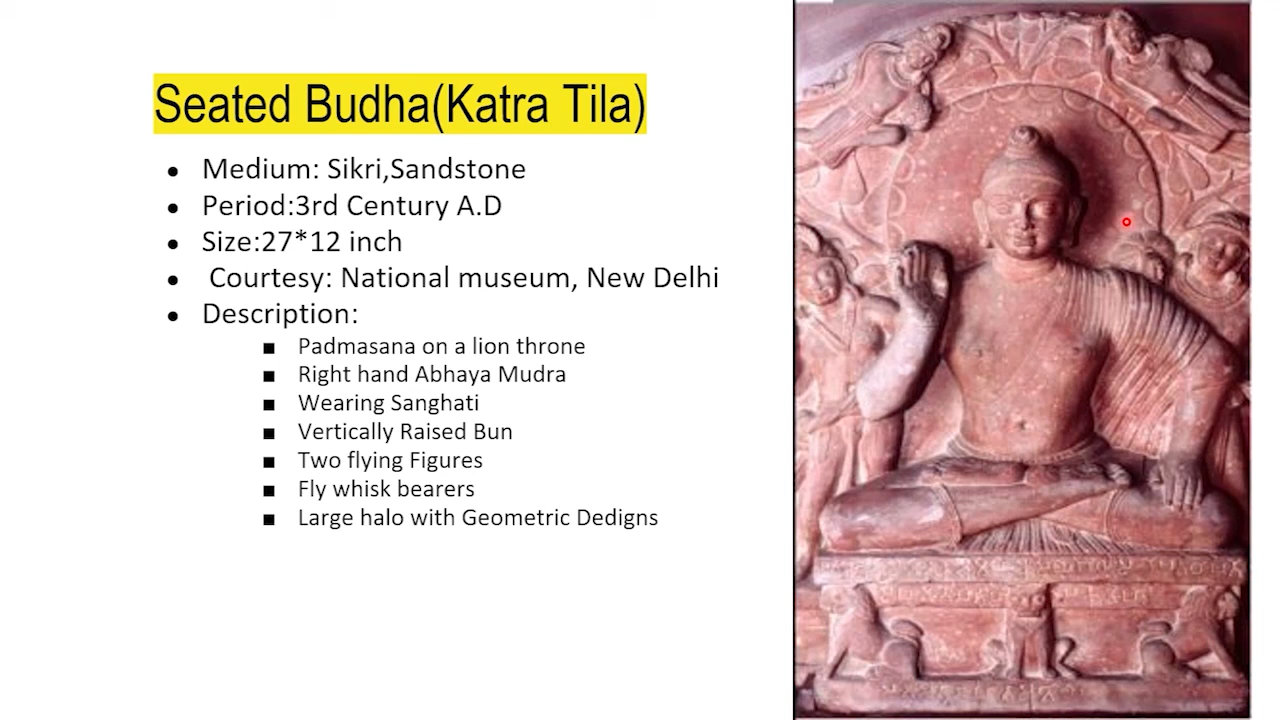 Seated Budha(Katra Tila)
Medium: Sikri,Sandstone
Period:3rd Century A.D
Size:27*12 inch
Courtesy: National museum, New Delhi
Description:
Padmasana on a lion throne
Right hand Abhaya Mudra
Wearing Sanghati
Vertically Raised Bun
Two flying Figures
Fly whisk bearers
Large halo with Geometric Dedigns